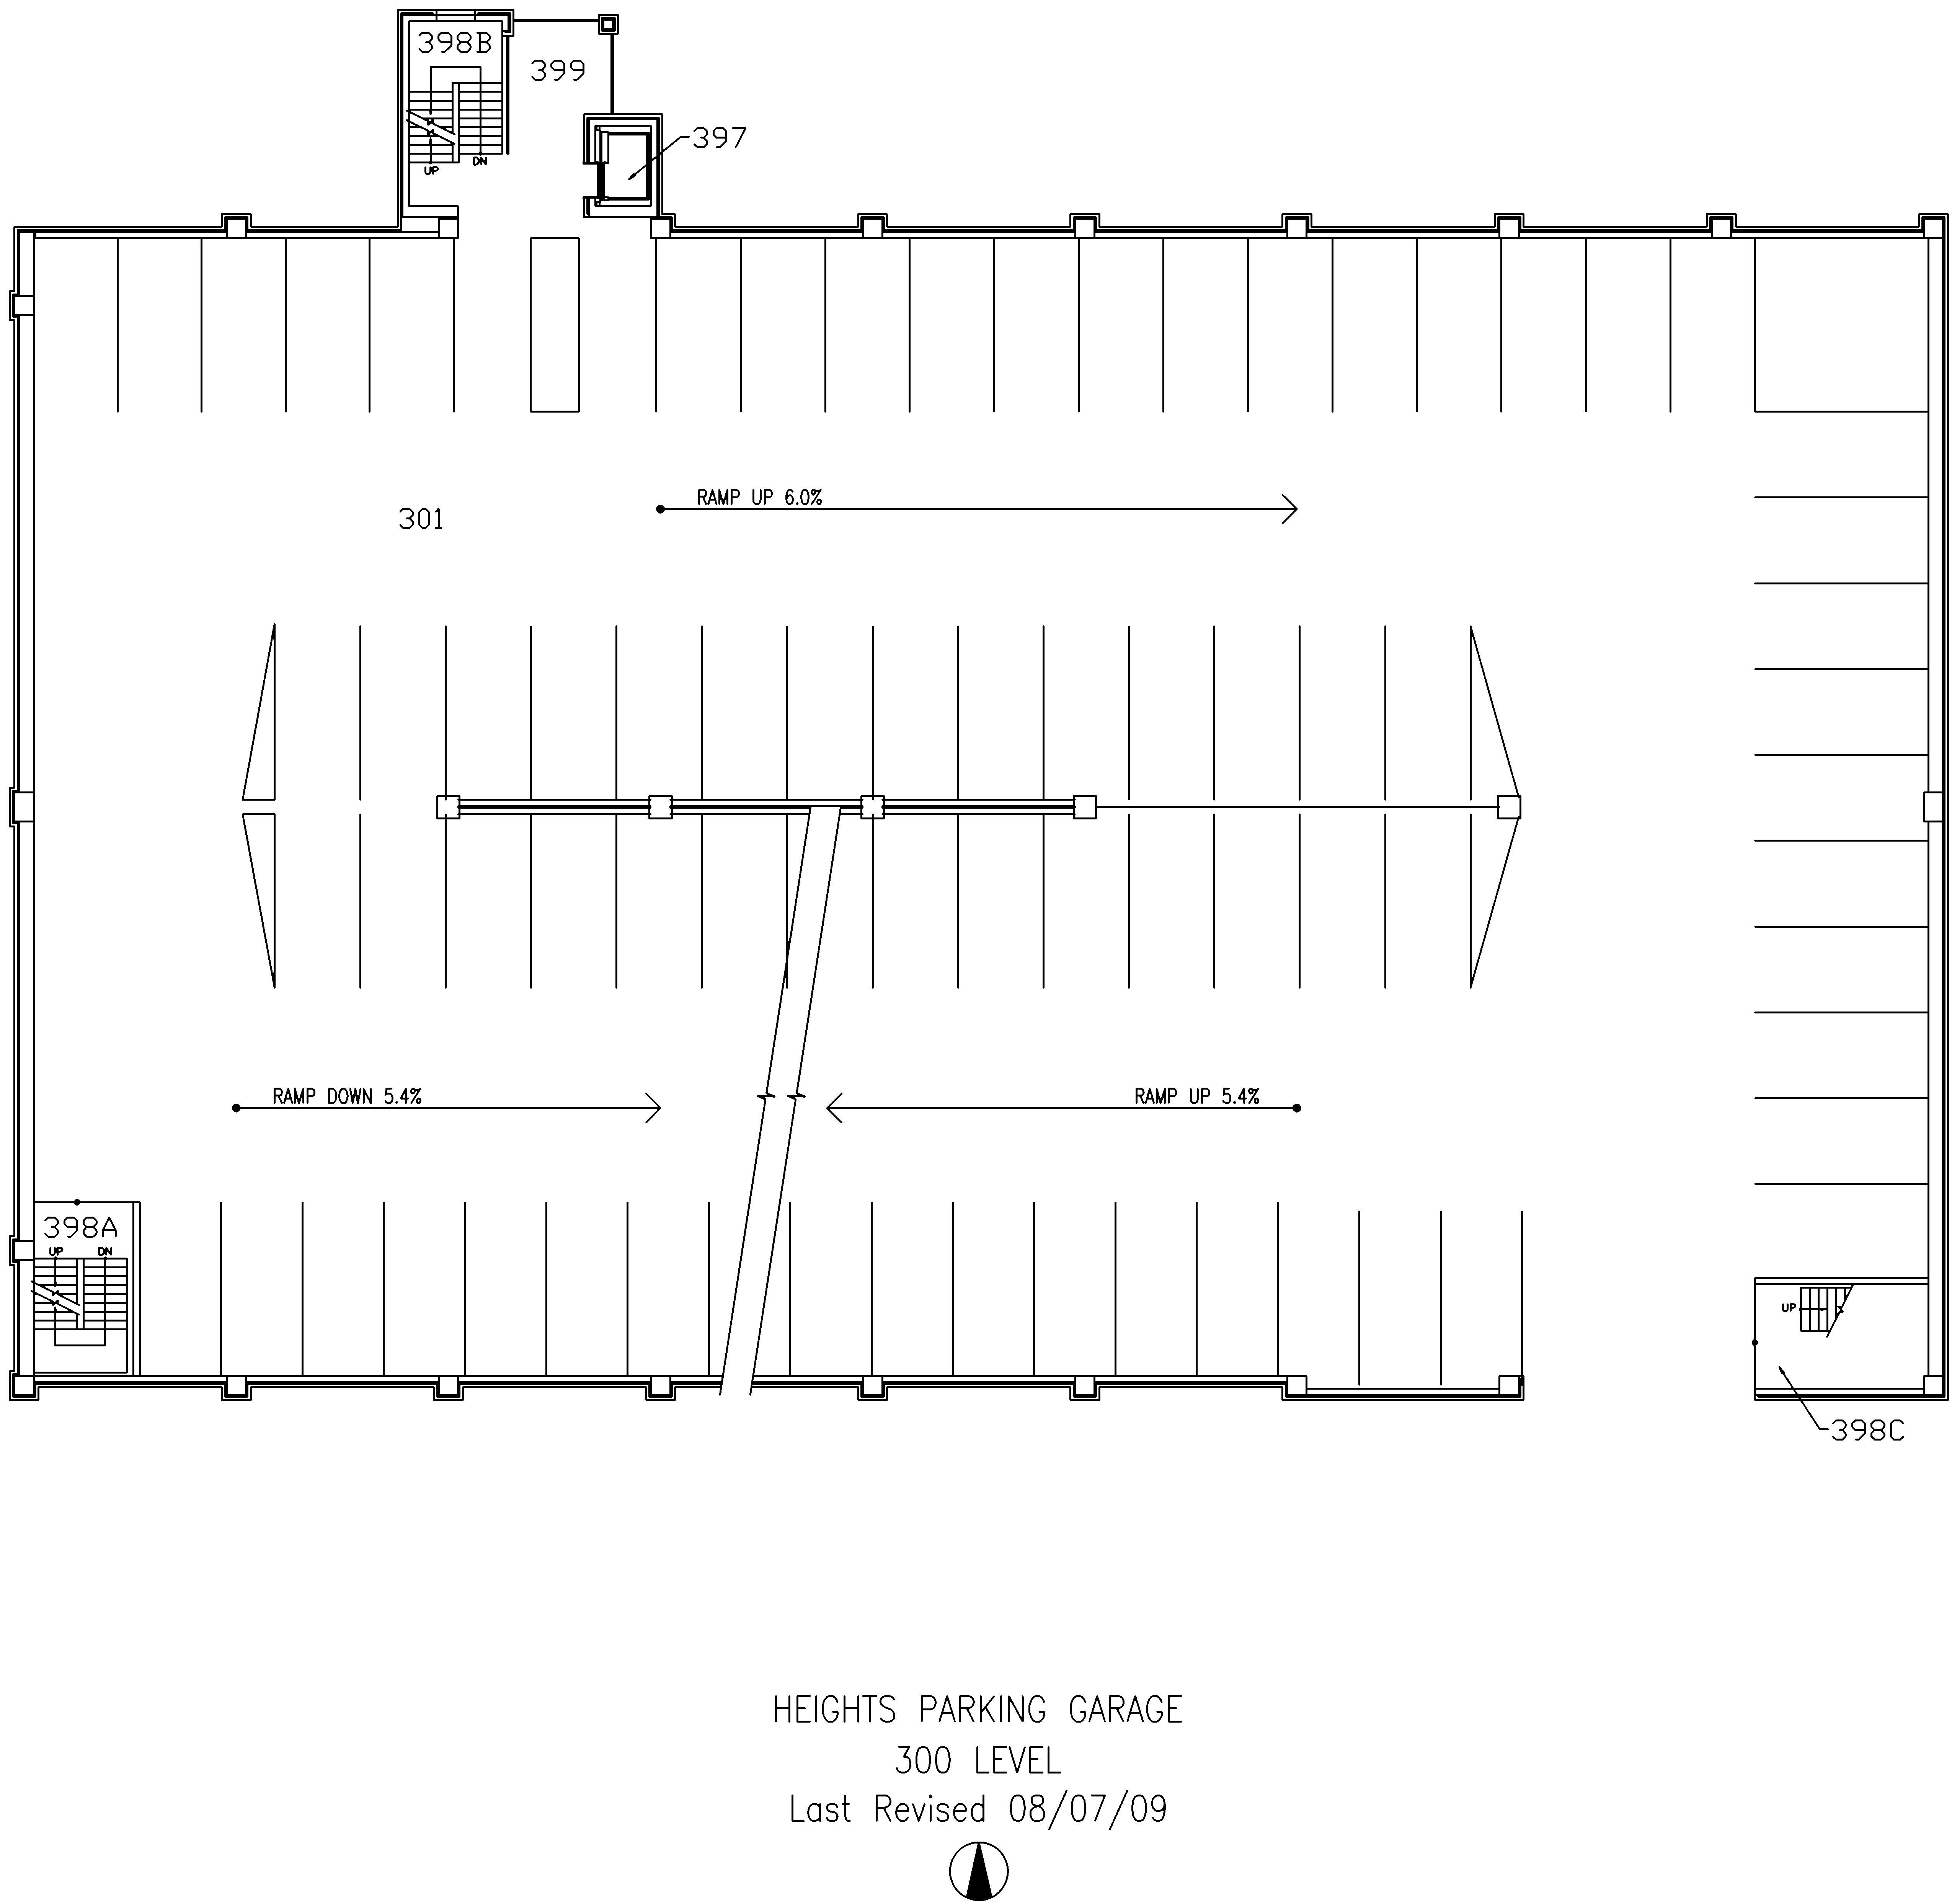 398B
399
397
DN
UP
RAMP UP 6.0%
301
RAMP DOWN 5.4%
RAMP UP 5.4%
398A
UP DN
UP
398C
HEIGHTS PARKING GARAGE
300 LEVEL
Last Revised 08/07/09